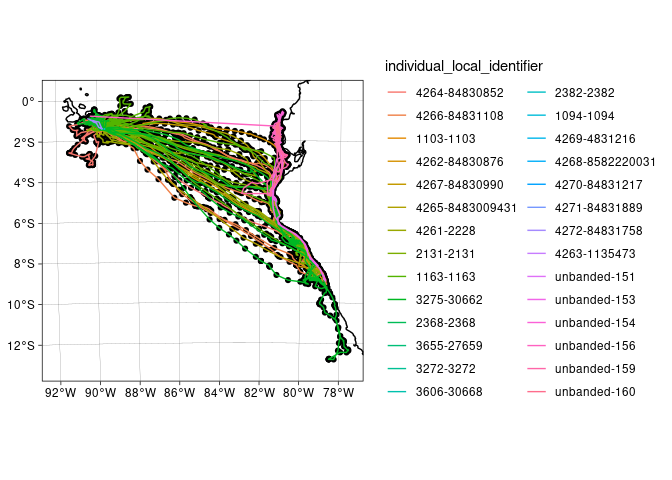 individual_local_identifier
4264-84830852
4266-84831108
1103-1103
4262-84830876
4267-84830990
4265-8483009431
4261-2228
2131-2131
1163-1163
3275-30662
2368-2368
3655-27659
3272-3272
3606-30668
2382-2382
1094-1094
4269-4831216
4268-8582220031
4270-84831217
4271-84831889
4272-84831758
4263-1135473
unbanded-151
unbanded-153
unbanded-154
unbanded-156
unbanded-159
unbanded-160
0°
2°S
4°S
6°S
8°S
10°S
12°S
92°W 90°W 88°W 86°W 84°W 82°W 80°W 78°W